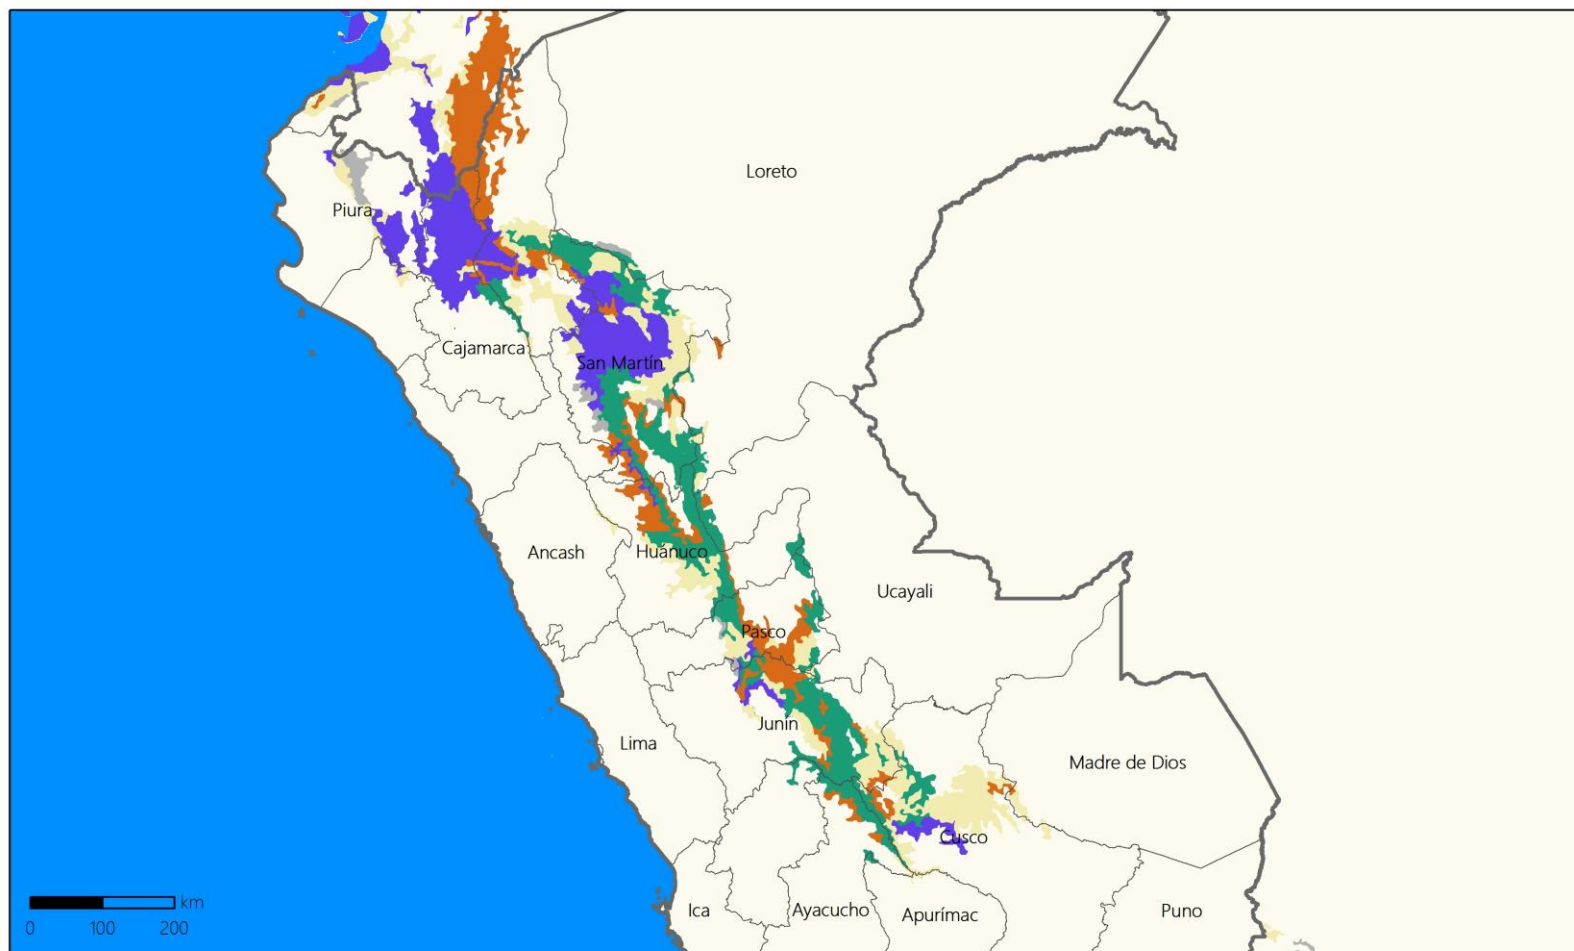 Loreto
Piura
Cajamarca
San Martín
Ancash
Huánuco
Ucayali
Pasco
Junín
Lima
Madre de Dios
Cusco
Ica
Ayacucho
Apurímac
Puno
km
0 100 200